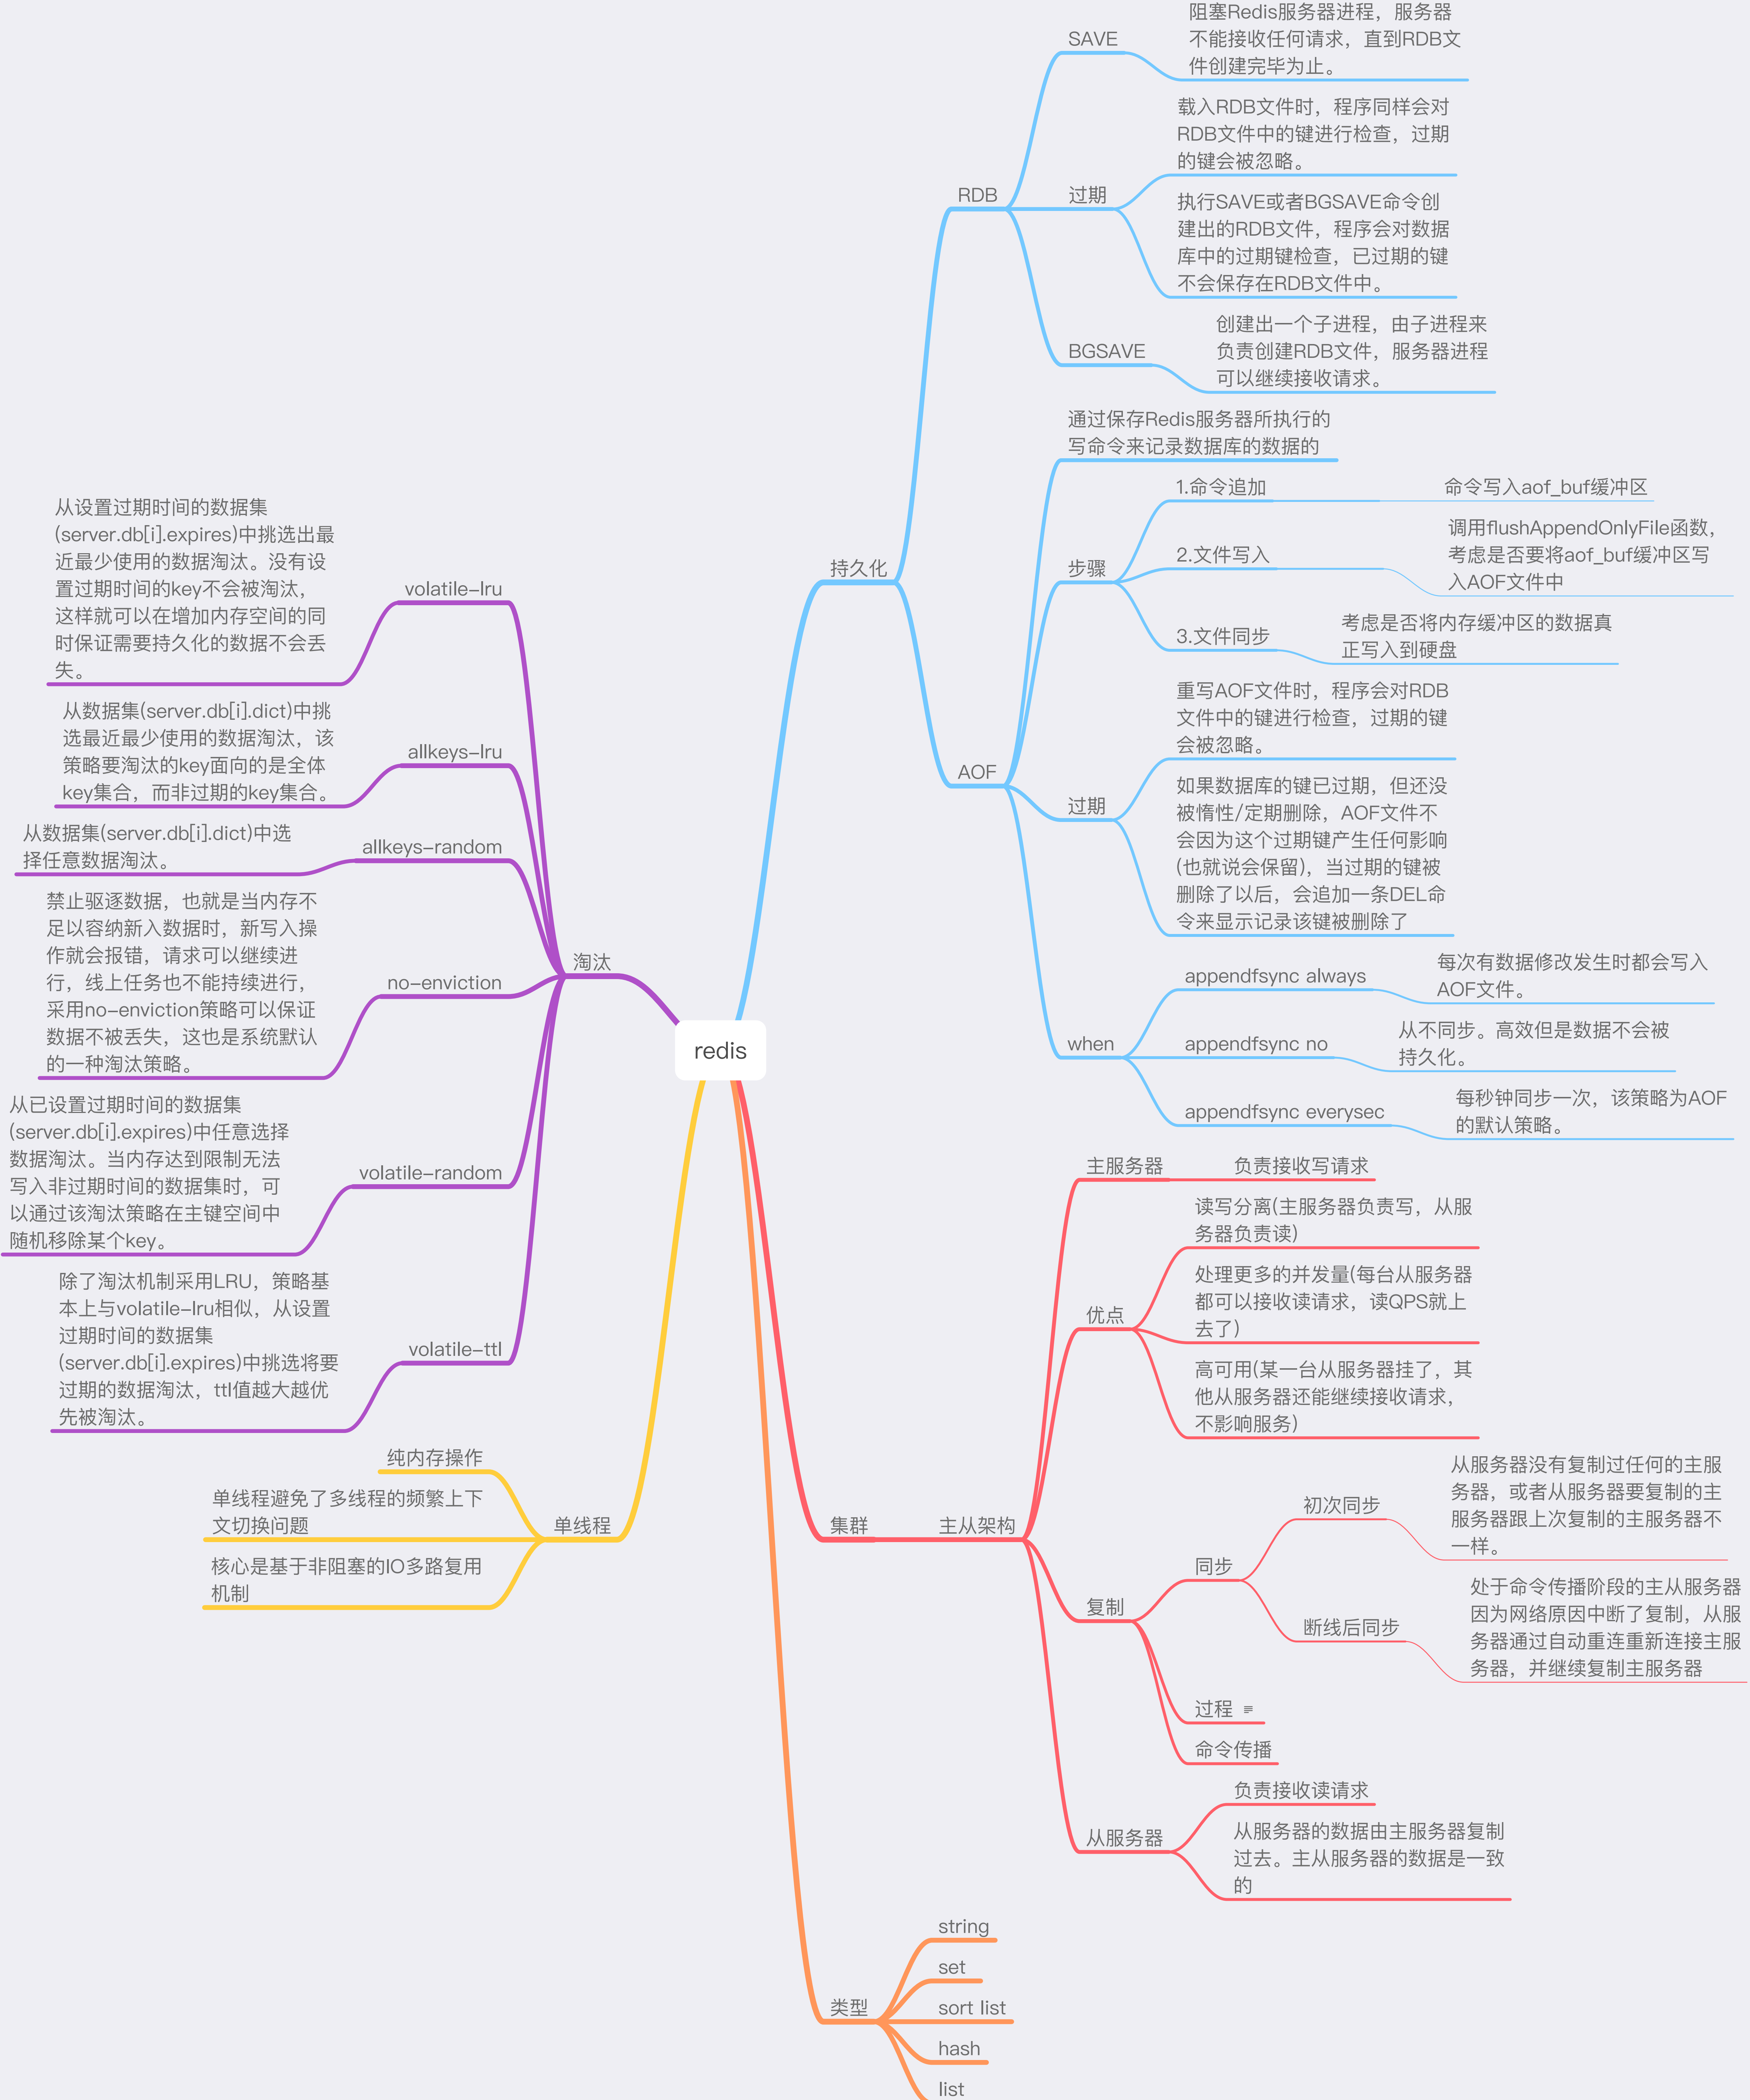 redis
持久化
RDB
SAVE
阻塞Redis服务器进程，服务器
不能接收任何请求，直到RDB文
件创建完毕为止。
过期
载入RDB文件时，程序同样会对
RDB文件中的键进行检查，过期
的键会被忽略。
执行SAVE或者BGSAVE命令创
建出的RDB文件，程序会对数据
库中的过期键检查，已过期的键
不会保存在RDB文件中。
BGSAVE
创建出一个子进程，由子进程来
负责创建RDB文件，服务器进程
可以继续接收请求。
AOF
通过保存Redis服务器所执行的
写命令来记录数据库的数据的
步骤
1.命令追加
命令写入aof_buf缓冲区
2.文件写入
调用flushAppendOnlyFile函数，
考虑是否要将aof_buf缓冲区写
入AOF文件中
3.文件同步
考虑是否将内存缓冲区的数据真
正写入到硬盘
过期
重写AOF文件时，程序会对RDB
文件中的键进行检查，过期的键
会被忽略。
如果数据库的键已过期，但还没
被惰性/定期删除，AOF文件不
会因为这个过期键产生任何影响
(也就说会保留)，当过期的键被
删除了以后，会追加一条DEL命
令来显示记录该键被删除了
when
appendfsync always
每次有数据修改发生时都会写入
AOF文件。
appendfsync no
从不同步。高效但是数据不会被
持久化。
appendfsync everysec
每秒钟同步一次，该策略为AOF
的默认策略。
集群
主从架构
主服务器
负责接收写请求
优点
读写分离(主服务器负责写，从服
务器负责读)
处理更多的并发量(每台从服务器
都可以接收读请求，读QPS就上
去了)
高可用(某一台从服务器挂了，其
他从服务器还能继续接收请求，
不影响服务)
复制
同步
初次同步
从服务器没有复制过任何的主服
务器，或者从服务器要复制的主
服务器跟上次复制的主服务器不
一样。
断线后同步
处于命令传播阶段的主从服务器
因为网络原因中断了复制，从服
务器通过自动重连重新连接主服
务器，并继续复制主服务器
过程
命令传播
从服务器
负责接收读请求
从服务器的数据由主服务器复制
过去。主从服务器的数据是一致
的
类型
string
set
sort list
hash
list
淘汰
volatile-lru
从设置过期时间的数据集
(server.db[i].expires)中挑选出最
近最少使用的数据淘汰。没有设
置过期时间的key不会被淘汰，
这样就可以在增加内存空间的同
时保证需要持久化的数据不会丢
失。
allkeys-lru
从数据集(server.db[i].dict)中挑
选最近最少使用的数据淘汰，该
策略要淘汰的key面向的是全体
key集合，而非过期的key集合。
allkeys-random
从数据集(server.db[i].dict)中选
择任意数据淘汰。
no-enviction
禁止驱逐数据，也就是当内存不
足以容纳新入数据时，新写入操
作就会报错，请求可以继续进
行，线上任务也不能持续进行，
采用no-enviction策略可以保证
数据不被丢失，这也是系统默认
的一种淘汰策略。
volatile-random
从已设置过期时间的数据集
(server.db[i].expires)中任意选择
数据淘汰。当内存达到限制无法
写入非过期时间的数据集时，可
以通过该淘汰策略在主键空间中
随机移除某个key。
volatile-ttl
除了淘汰机制采用LRU，策略基
本上与volatile-lru相似，从设置
过期时间的数据集
(server.db[i].expires)中挑选将要
过期的数据淘汰，ttl值越大越优
先被淘汰。
单线程
纯内存操作
单线程避免了多线程的频繁上下
文切换问题
核心是基于非阻塞的IO多路复用
机制